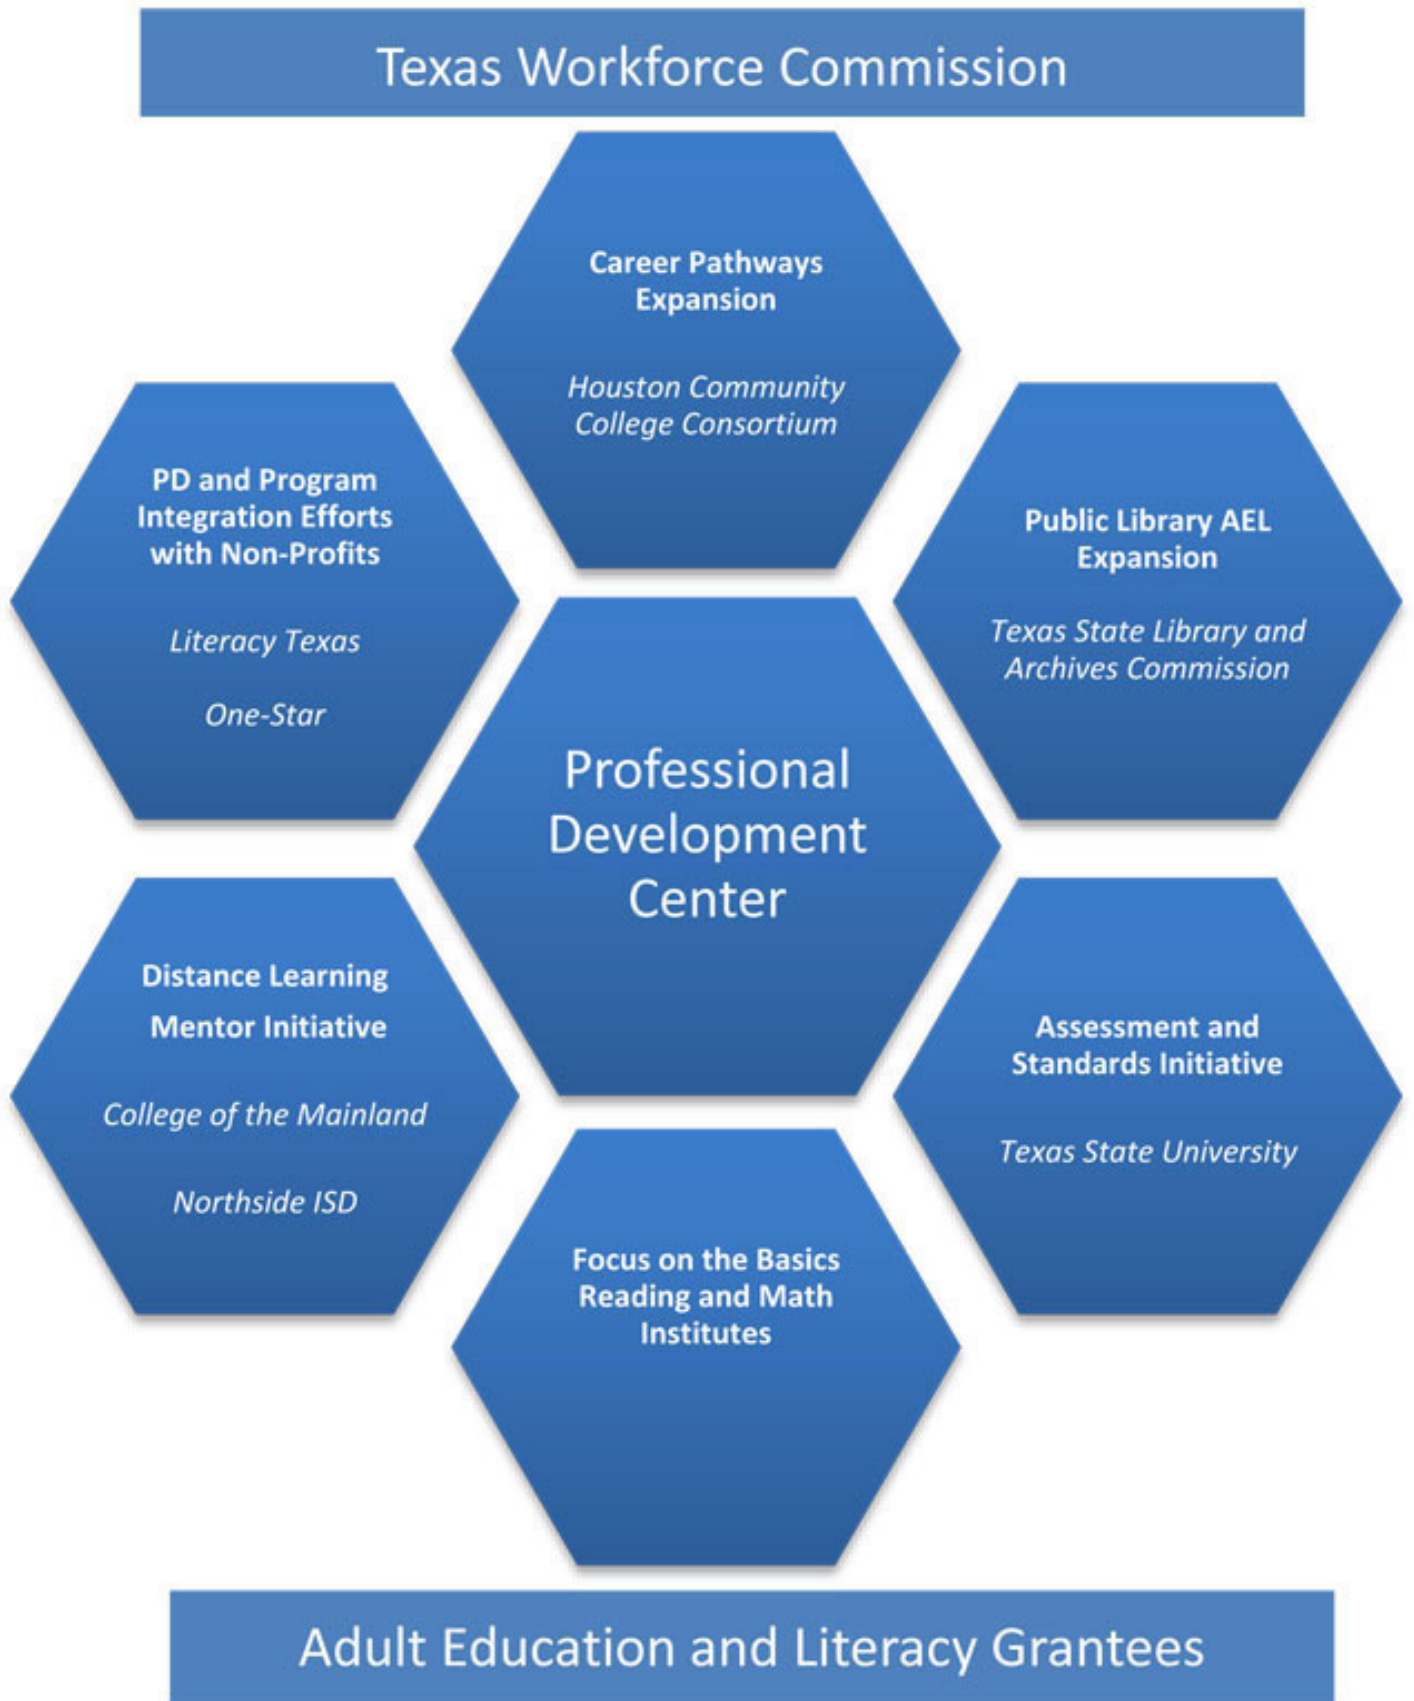 Texas Workforce Commission
Career Pathways
Expansion
Houston Community
College Consortium
PD and Program
Integration Efforts
with Non-Profits
Literacy Texas
One-Star
Public Library AEL
Expansion
Texas State Library and
Archives Commission
Professional
Development
Center
Distance Learning
Mentor Initiative
College of the Mainland
Northside ISD
Assessment and
Standards Initiative
Texas State University
Focus on the Basics
Reading and Math
Institutes
Adult Education and Literacy Grantees